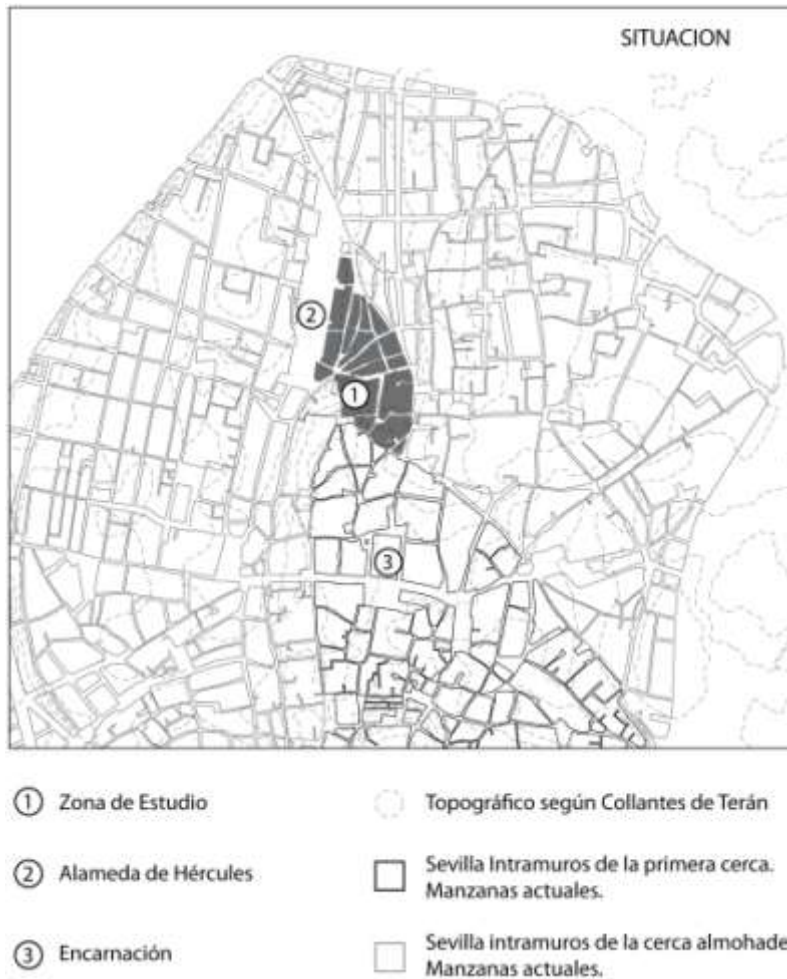 SITUACION
2
1
3
1 Zona de Estudio
Topográfico según Collantes de Terán
2 Alameda de Hércules
Sevilla Intramuros de la primera cerca.
Manzanas actuales.
3 Encarnación
Sevilla intramuros de la cerca almohade
Manzanas actuales.